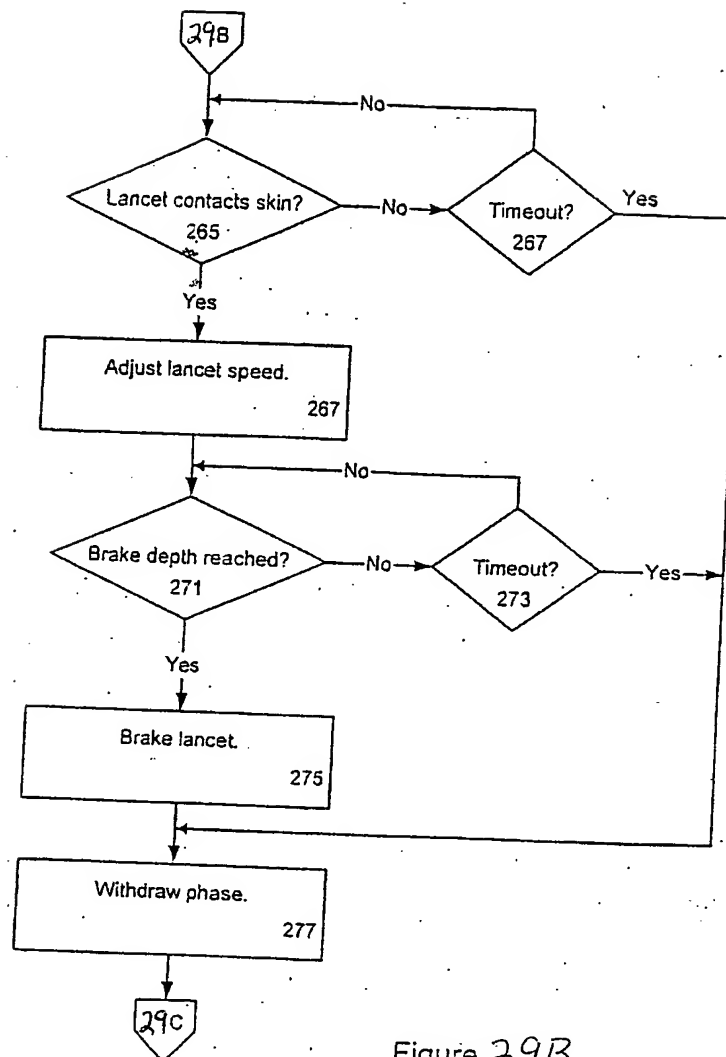 29B
No
Lancet contacts skin?
265
No
Timeout?
267
Yes
Yes
Adjust lancet speed.
267
No
Brake depth reached?
271
No
Timeout?
273
Yes
Yes
Brake lancet.
275
Withdraw phase.
277
29C
Figure 29B